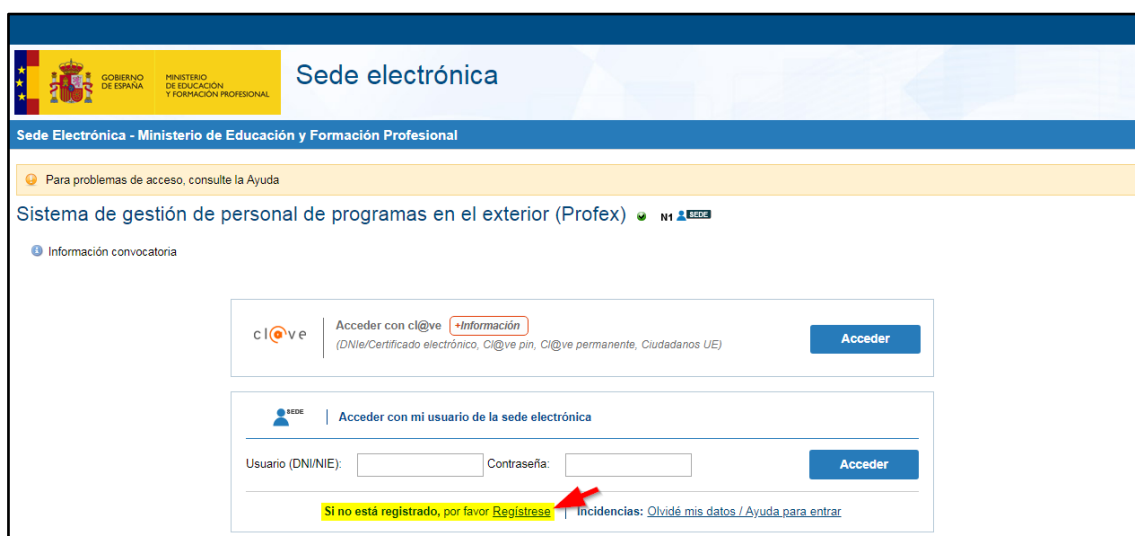 GOBIERNO
DE ESPAÑA
MINISTERIO
DE EDUCACIÓN
Y FORMACIÓN PROFESIONAL
Sede electrónica
Sede Electrónica - Ministerio de Educación y Formación Profesional
Para problemas de acceso, consulte la Ayuda
Sistema de gestión de personal de programas en el exterior (Profex) N1 SEDE
Información convocatoria
cl@ve
Acceder con cl@ve +Información
(DNIe/Certificado electrónico, Cl@ve pin, Cl@ve permanente, Ciudadanos UE)
Acceder
SEDE | Acceder con mi usuario de la sede electrónica
Usuario (DNI/NIE): Contraseña: Acceder
Si no está registrado, por favor Regístrese | Incidencias: Olvidé mis datos / Ayuda para entrar